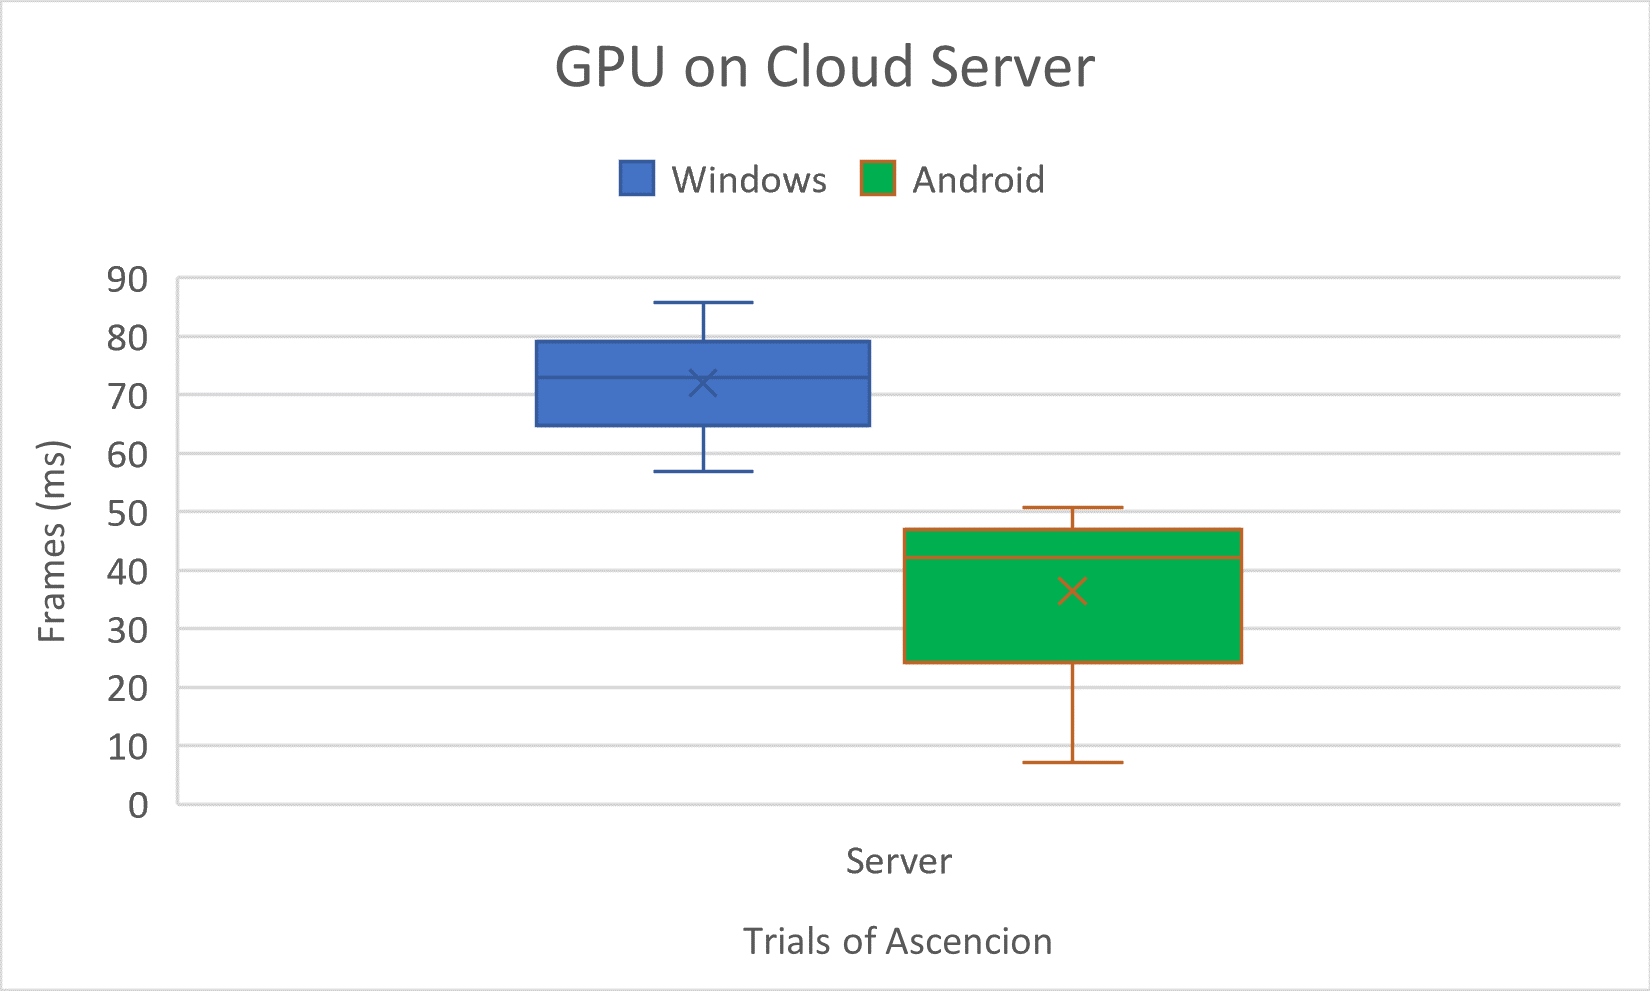 GPU on Cloud Server
Windows Android
90
80
70
60
50
40
30
20
10
0
Frames (ms)
Server
Trials of Ascencion